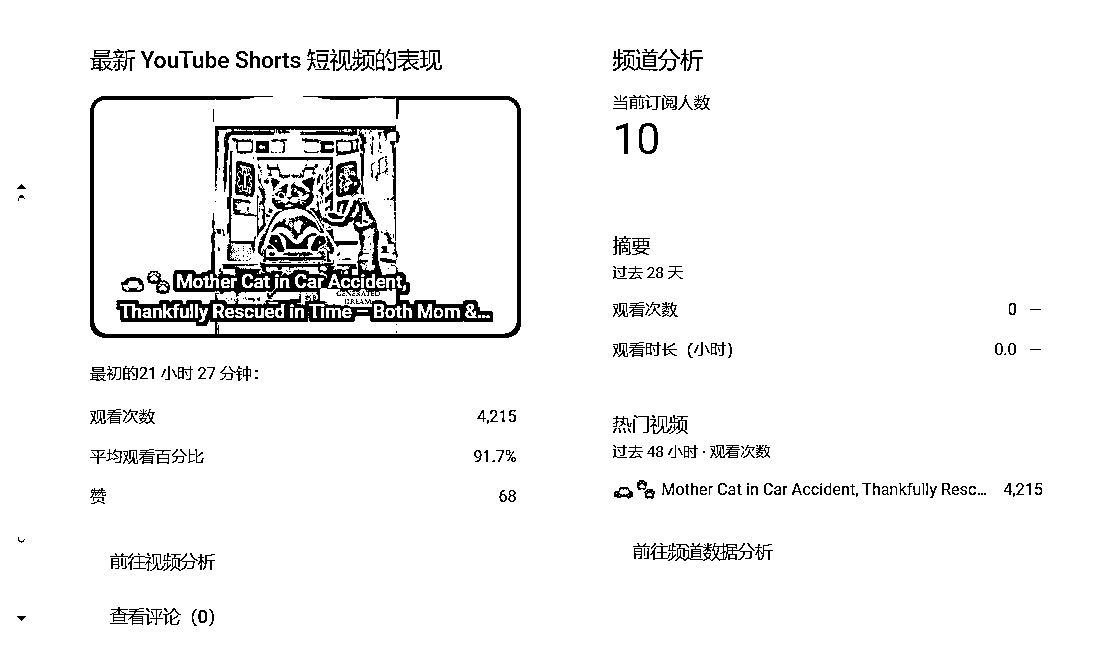 最新 YouTube Shorts 短视频的表现
GENERATED
DREAM
🚗🐾 Mother Cat in Car Accident,
Thankfully Rescued in Time – Both Mom &...
最初的21 小时 27 分钟：
观看次数 4,215
平均观看百分比 91.7%
赞 68
前往视频分析
查看评论（0）
频道分析
当前订阅人数
10
摘要
过去 28 天
观看次数 0 —
观看时长（小时） 0.0 —
热门视频
过去 48 小时 · 观看次数
🚗🐾 Mother Cat in Car Accident, Thankfully Resc... 4,215
前往频道数据分析